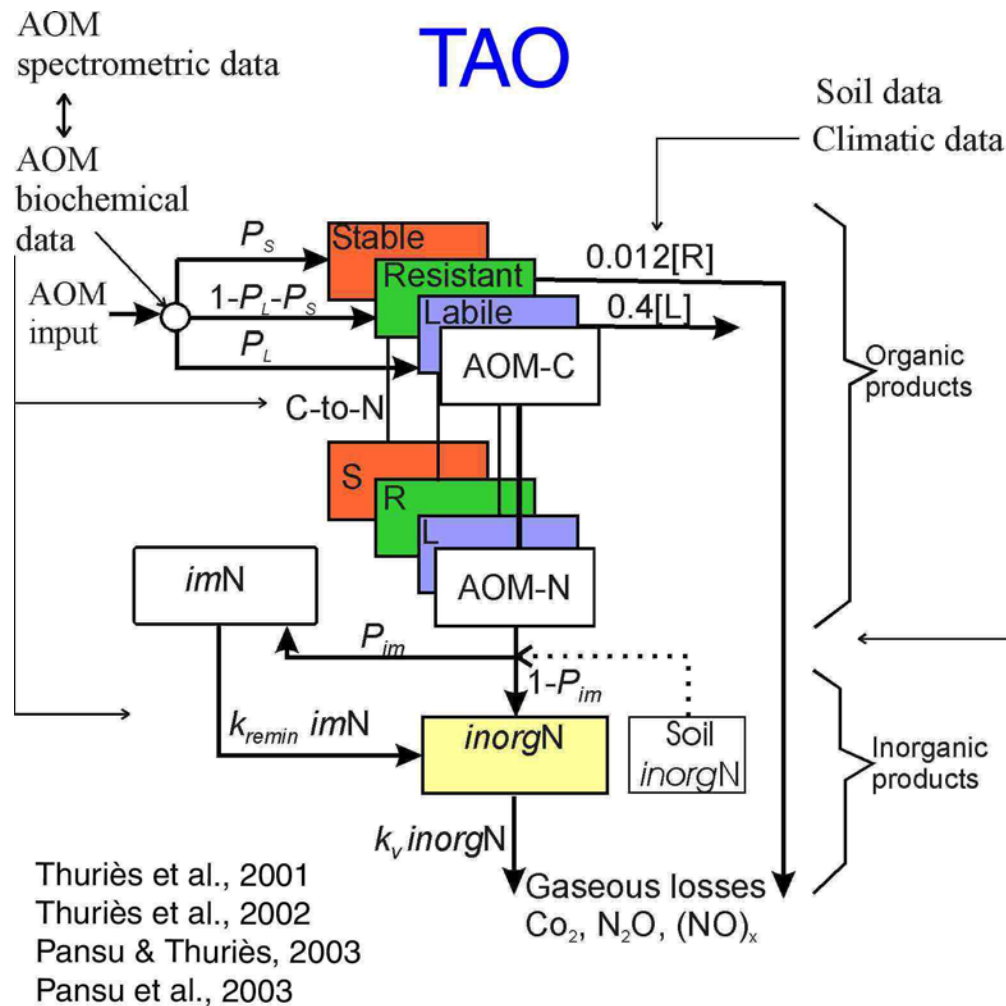 AOM
spectrometric data
TAO
Soil data
Climatic data
AOM
biochemical
data
AOM
input
P_S
1-P_L-P_S
P_L
Stable
Resistant
Labile
AOM-C
0.012[R]
0.4[L]
Organic
products
C-to-N
S
R
L
AOM-N
imN
P_im
1-P_im
k_remin imN
inorgN
Soil
inorgN
Inorganic
products
k_v inorgN
Gaseous losses
Co₂, N₂O, (NO)ₓ
Thuriès et al., 2001
Thuriès et al., 2002
Pansu & Thuriès, 2003
Pansu et al., 2003